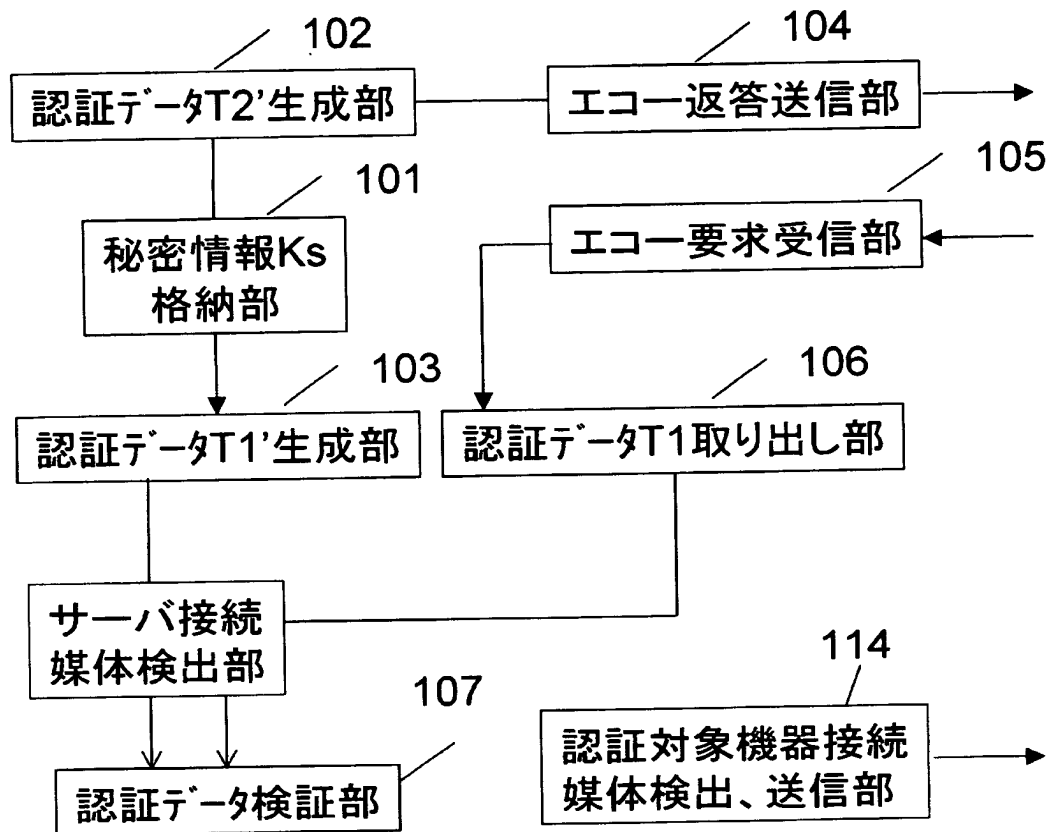 102
認証データT2'生成部
104
エコー返答送信部
101
秘密情報Ks
格納部
105
エコー要求受信部
103
認証データT1'生成部
106
認証データT1取り出し部
サーバ接続
媒体検出部
107
認証データ検証部
114
認証対象機器接続
媒体検出、送信部